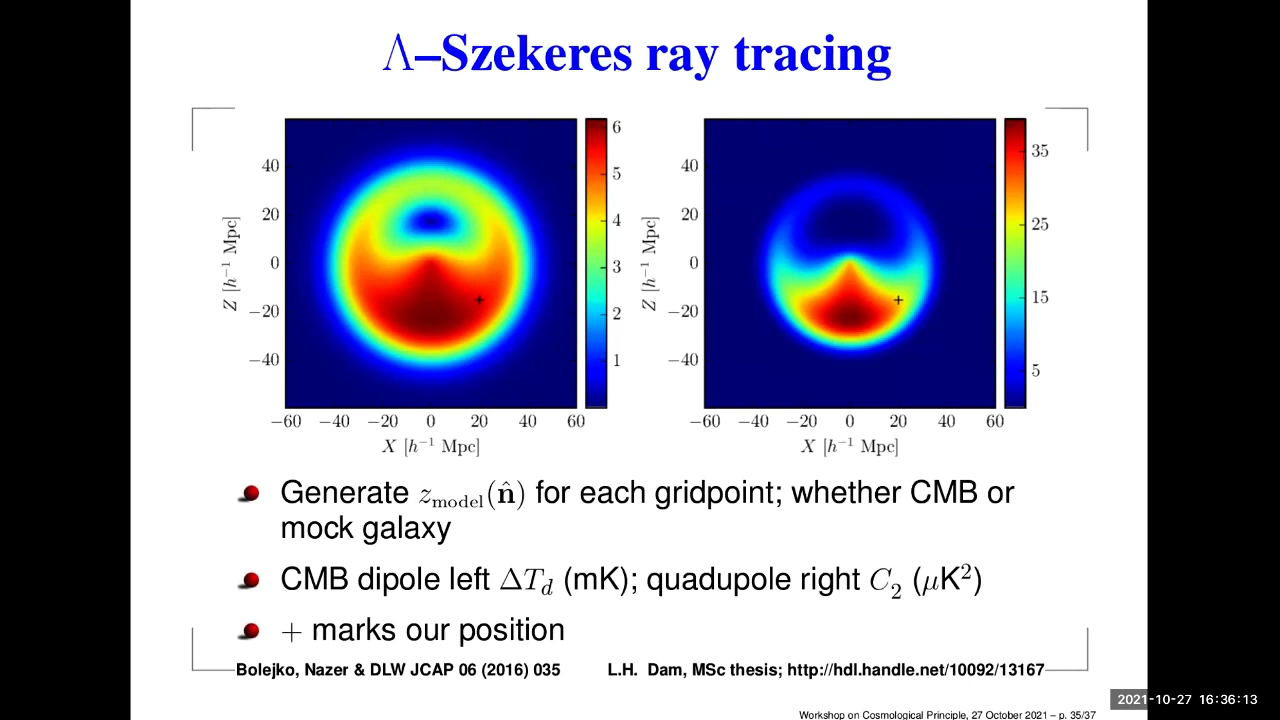 Λ–Szekeres ray tracing
40
20
0
−20
−40
Z [h⁻¹ Mpc]
−60 −40 −20 0 20 40 60
X [h⁻¹ Mpc]
6
5
4
3
2
1
40
20
0
−20
−40
Z [h⁻¹ Mpc]
−60 −40 −20 0 20 40 60
X [h⁻¹ Mpc]
35
25
15
5
Generate z_model(n̂) for each gridpoint; whether CMB or
mock galaxy
CMB dipole left ΔT_d (mK); quadupole right C₂ (μK²)
+ marks our position
Bolejko, Nazer & DLW JCAP 06 (2016) 035 L.H. Dam, MSc thesis; http://hdl.handle.net/10092/13167
2021-10-27 16:36:13
Workshop on Cosmological Principle, 27 October 2021 – p. 35/37